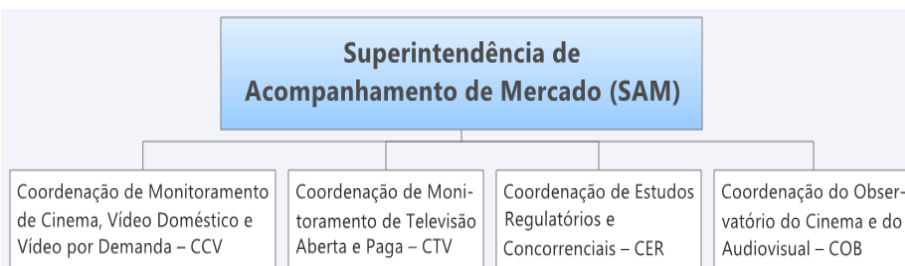 Superintendência de
Acompanhamento de Mercado (SAM)
Coordenação de Monitoramento
de Cinema, Vídeo Doméstico e
Vídeo por Demanda – CCV
Coordenação de Moni-
toramento de Televisão
Aberta e Paga – CTV
Coordenação de Estudos
Regulatórios e
Concorrenciais – CER
Coordenação do Obser-
vatório do Cinema e do
Audiovisual – COB